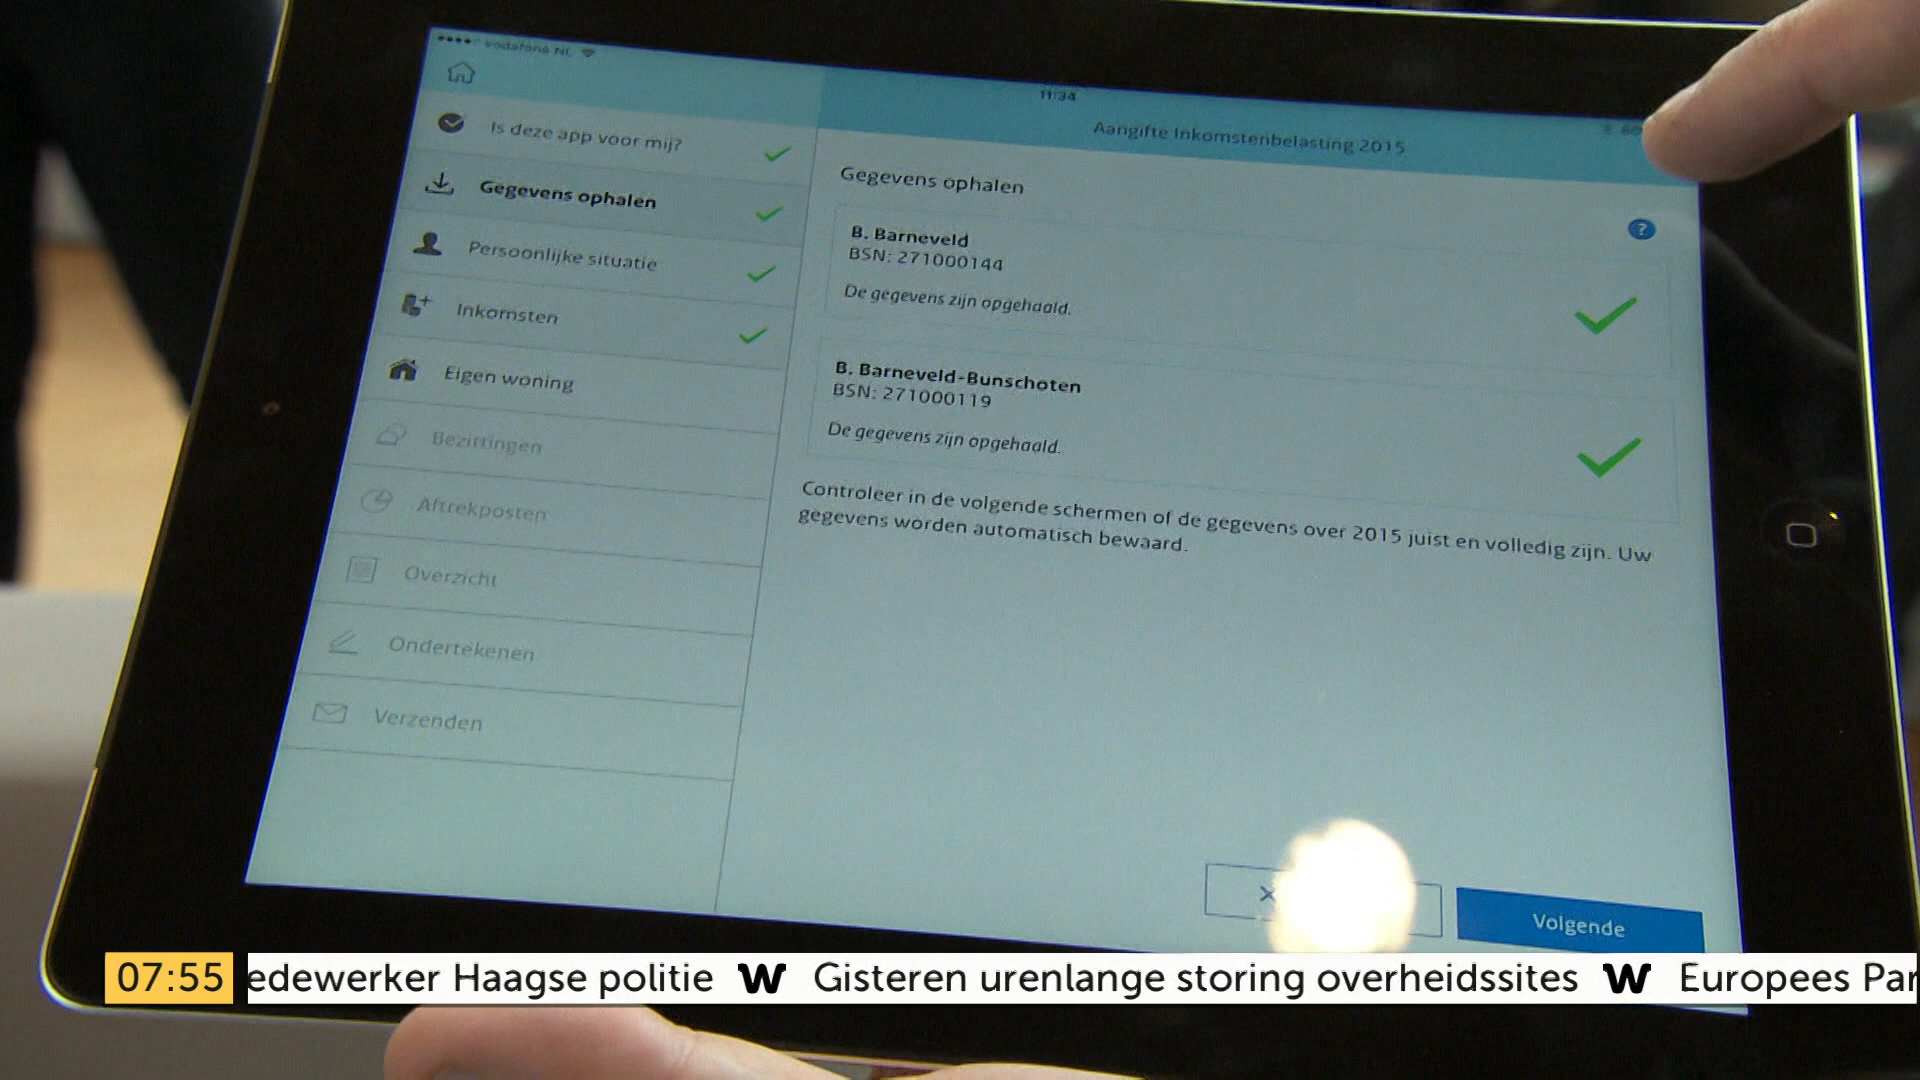 vodafone NL
11:34
Aangifte Inkomstenbelasting 2015
Is deze app voor mij?
Gegevens ophalen
Persoonlijke situatie
Inkomsten
Eigen woning
Bezittingen
Aftrekposten
Overzicht
Ondertekenen
Verzenden
Gegevens ophalen
?
B. Barneveld
BSN: 271000144
De gegevens zijn opgehaald.
B. Barneveld-Bunschoten
BSN: 271000119
De gegevens zijn opgehaald.
Controleer in de volgende schermen of de gegevens over 2015 juist en volledig zijn. Uw
gegevens worden automatisch bewaard.
Volgende
07:55 edewerker Haagse politie W Gisteren urenlange storing overheidssites W Europees Par